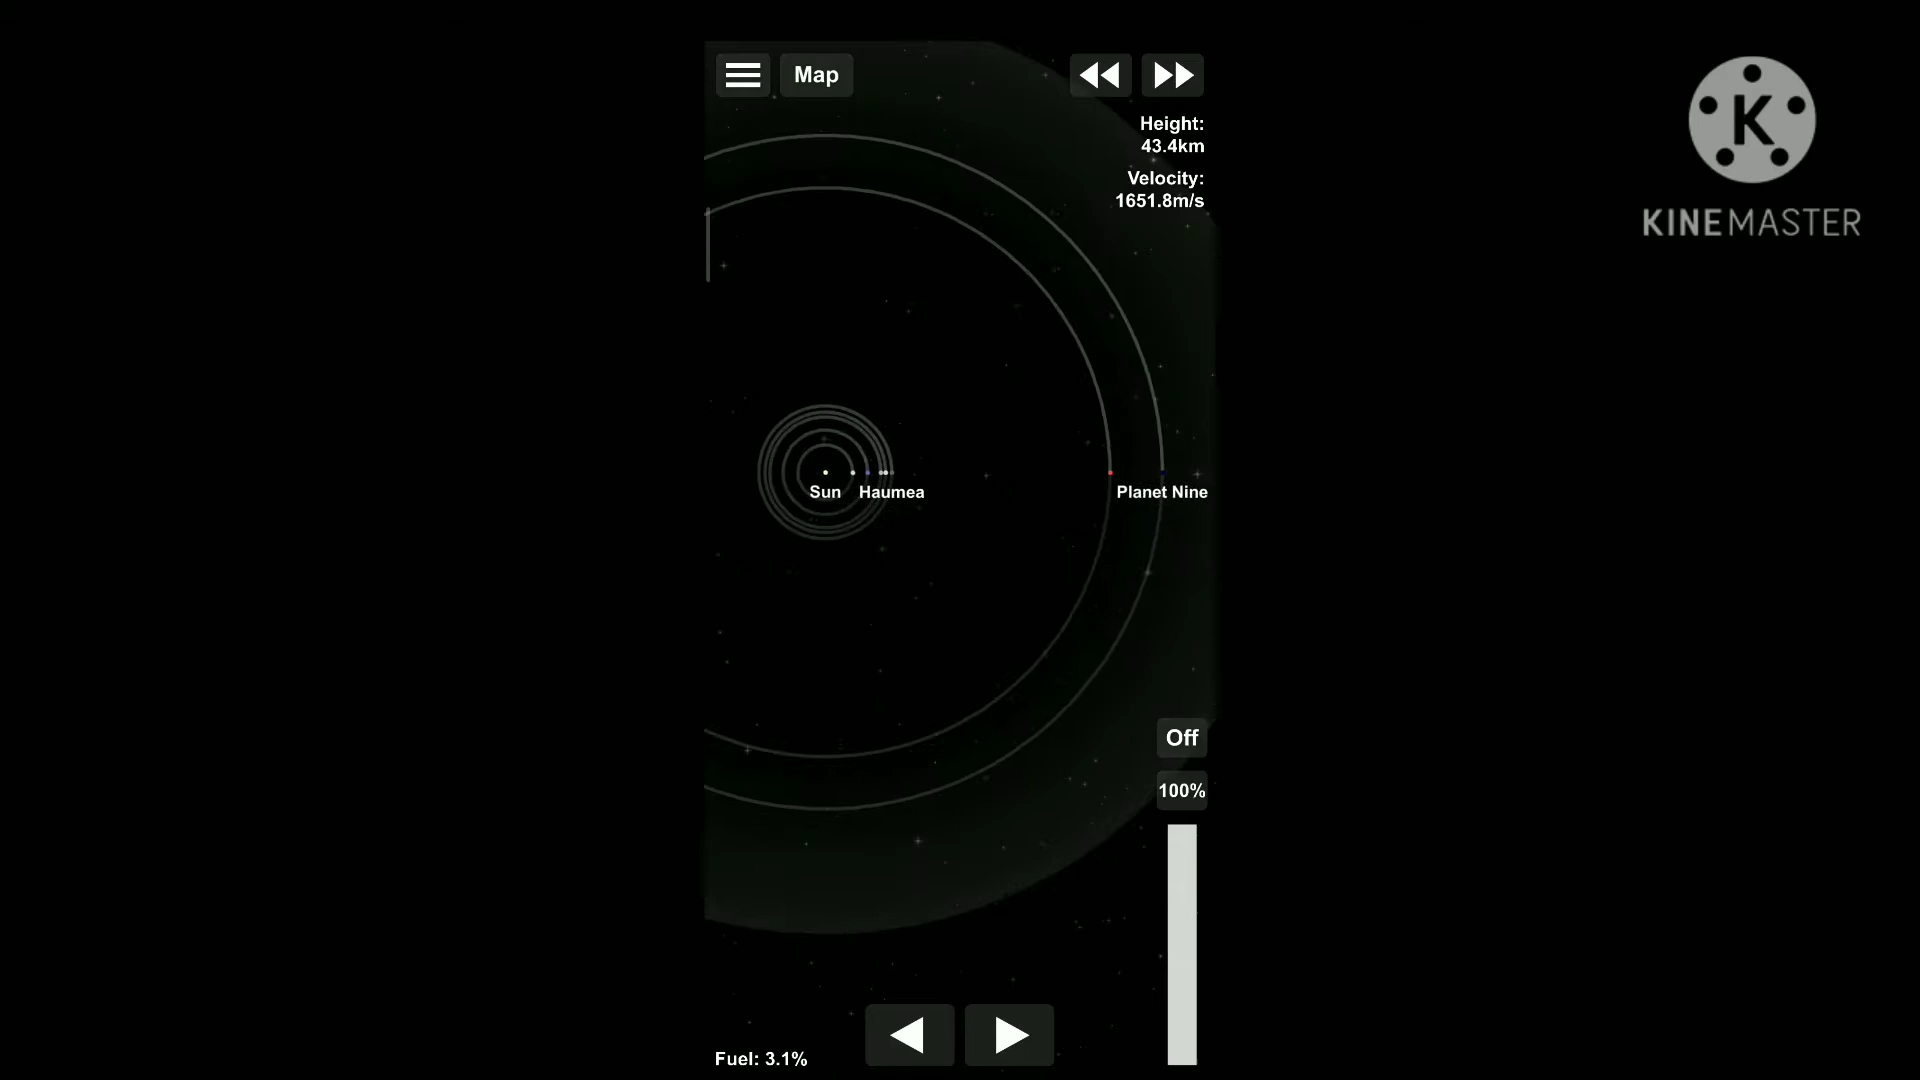 Map
Height:
43.4km
Velocity:
1651.8m/s
K
KINEMASTER
Sun
Haumea
Planet Nine
Off
100%
Fuel: 3.1%